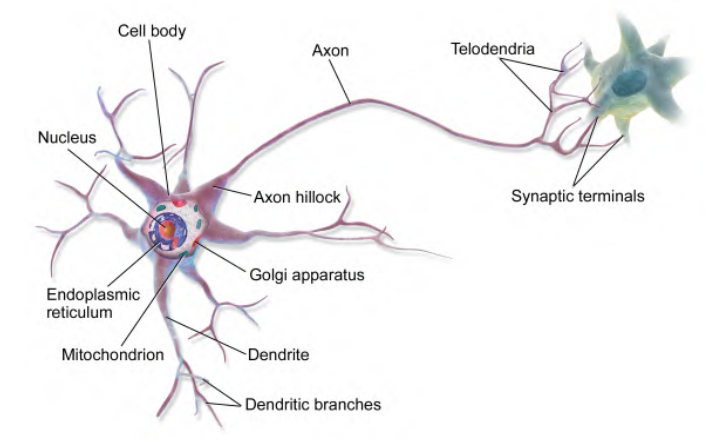 Cell body
Axon
Telodendria
Nucleus
Axon hillock
Synaptic terminals
Golgi apparatus
Endoplasmic
reticulum
Mitochondrion
Dendrite
Dendritic branches